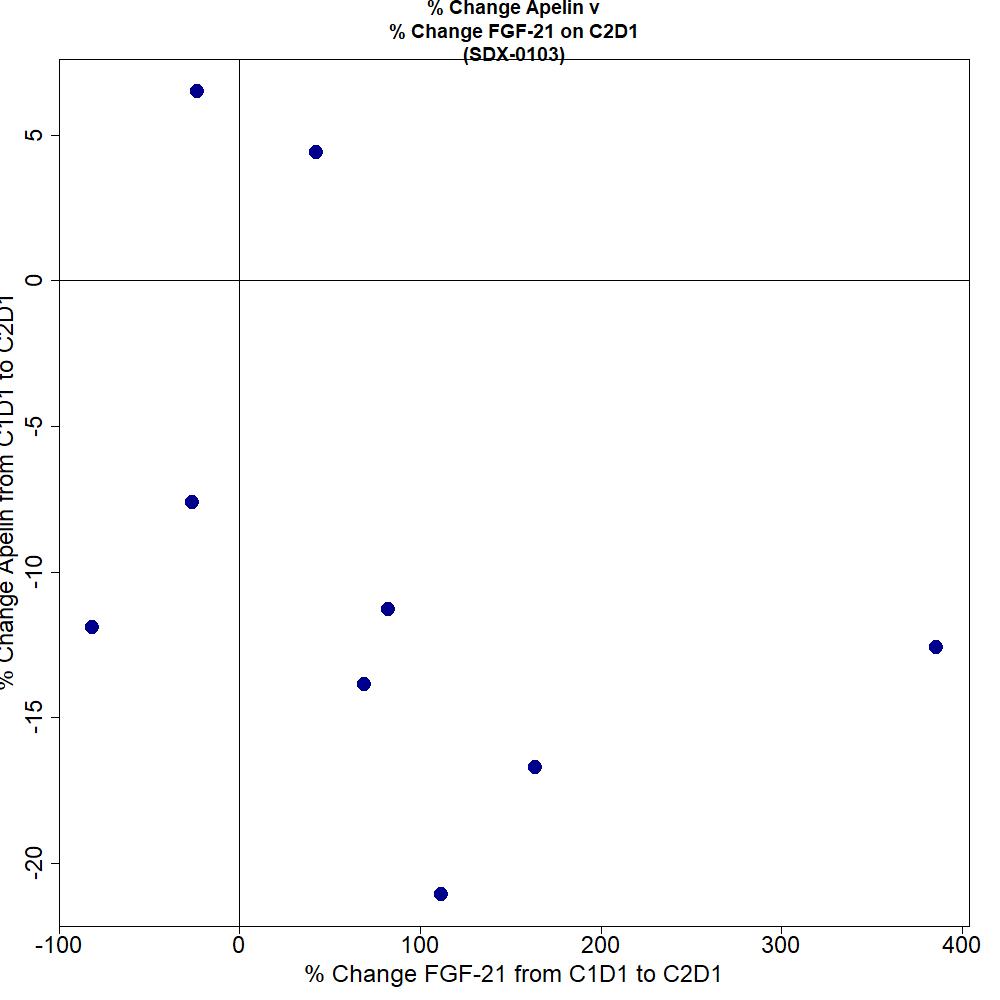 % Change Apelin v
% Change FGF-21 on C2D1
(SDX-0103)
% Change Apelin from C1D1 to C2D1
5
0
-5
-10
-15
-20
-100
0
100
200
300
400
% Change FGF-21 from C1D1 to C2D1